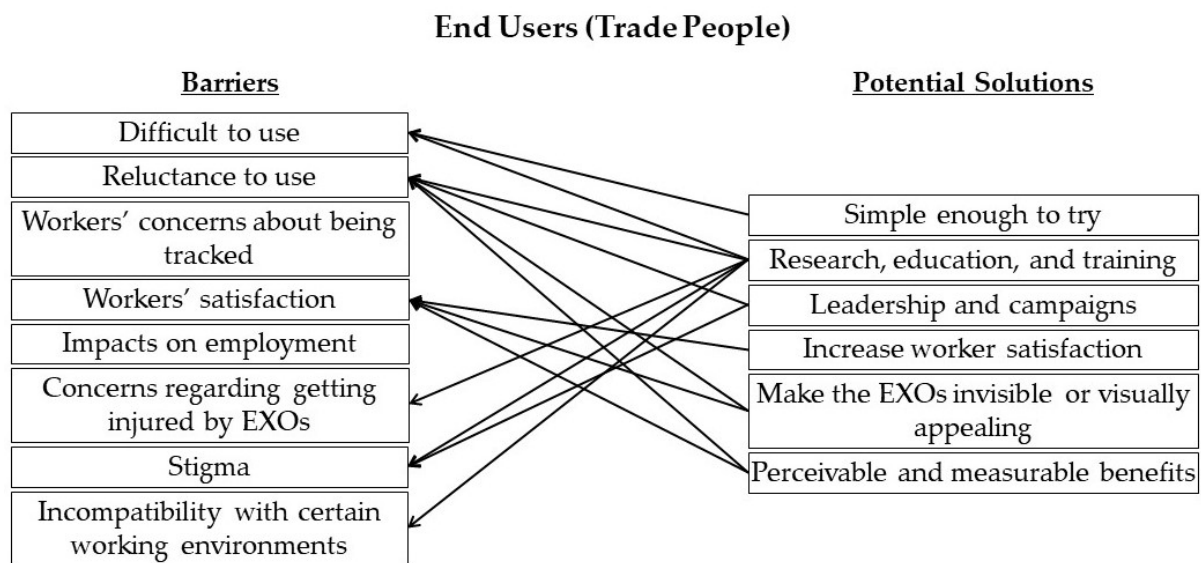 End Users (Trade People)
Barriers
Difficult to use
Reluctance to use
Workers’ concerns about being
tracked
Workers’ satisfaction
Impacts on employment
Concerns regarding getting
injured by EXOs
Stigma
Incompatibility with certain
working environments
Potential Solutions
Simple enough to try
Research, education, and training
Leadership and campaigns
Increase worker satisfaction
Make the EXOs invisible or visually
appealing
Perceivable and measurable benefits